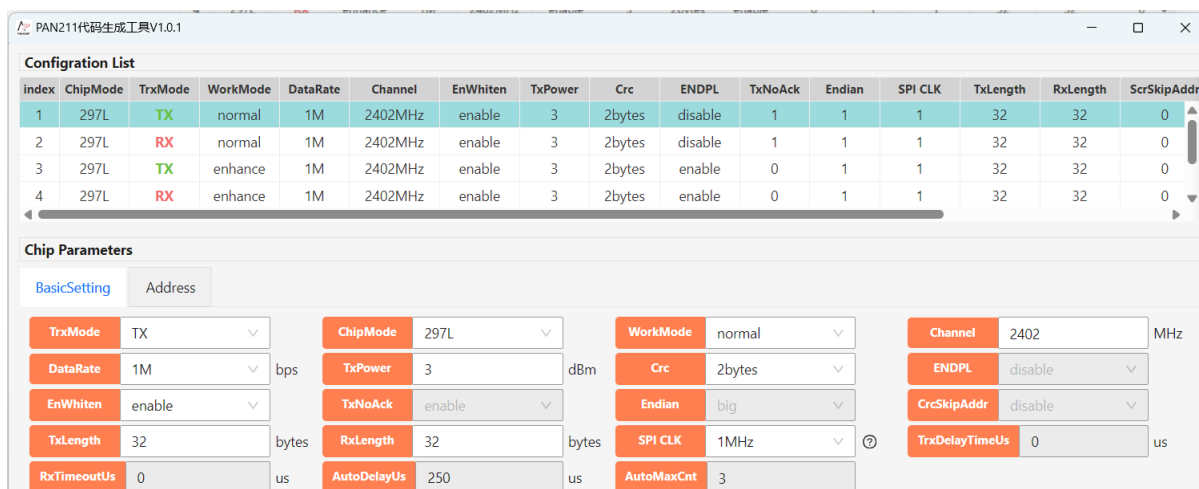 PAN211代码生成工具V1.0.1
Configration List
index ChipMode TrxMode WorkMode DataRate Channel EnWhiten TxPower Crc ENDPL TxNoAck Endian SPI CLK TxLength RxLength ScrSkipAddr
1 297L TX normal 1M 2402MHz enable 3 2bytes disable 1 1 1 32 32 0
2 297L RX normal 1M 2402MHz enable 3 2bytes disable 1 1 1 32 32 0
3 297L TX enhance 1M 2402MHz enable 3 2bytes enable 0 1 1 32 32 0
4 297L RX enhance 1M 2402MHz enable 3 2bytes enable 0 1 1 32 32 0
Chip Parameters
BasicSetting Address
TrxMode TX ChipMode 297L WorkMode normal Channel 2402 MHz
DataRate 1M bps TxPower 3 dBm Crc 2bytes ENDPL disable
EnWhiten enable TxNoAck enable Endian big CrcSkipAddr disable
TxLength 32 bytes RxLength 32 bytes SPI CLK 1MHz TrxDelayTimeUs 0 us
RxTimeoutUs 0 us AutoDelayUs 250 us AutoMaxCnt 3